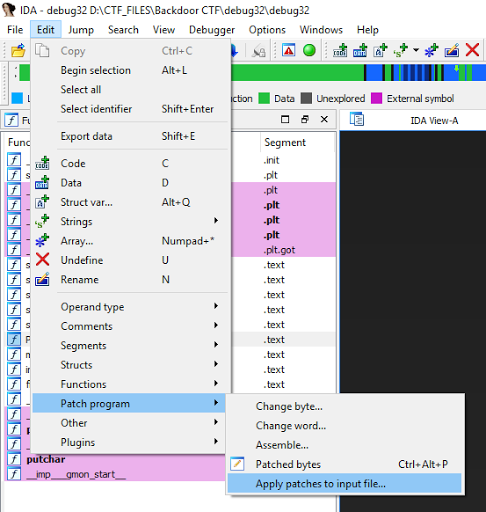 IDA - debug32 D:\CTF_FILES\Backdoor CTF\debug32\debug32
File Edit Jump Search View Debugger Options Windows Help
Data Unexplored External symbol
IDA View-A
Segment
Copy Ctrl+C
Begin selection Alt+L
Select all
Select identifier Shift+Enter
Export data Shift+E
Code C
Data D
Struct var... Alt+Q
Strings
Array... Numpad+*
Undefine U
Rename N
Operand type
Comments
Segments
Structs
Functions
Patch program
Other
Plugins
.init
.plt
.plt
.plt
.plt
.plt
.plt.got
.text
.text
.text
.text
.text
.text
.text
.text
.text
Change byte...
Change word...
Assemble...
Patched bytes Ctrl+Alt+P
Apply patches to input file...
putchar
__imp___gmon_start__